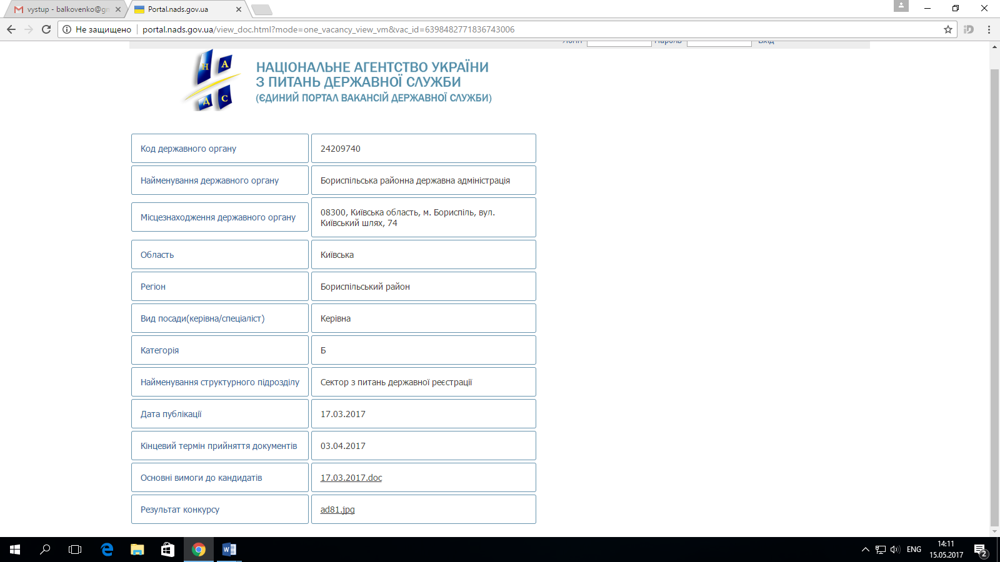 vystup - balkovenko@gm
Portal.nads.gov.ua
Не защищено
portal.nads.gov.ua/view_doc.html?mode=one_vacancy_view_vm&vac_id=6398482771836743006
Логін
Пароль
Вхід
Н А
Д С
НАЦІОНАЛЬНЕ АГЕНТСТВО УКРАЇНИ
З ПИТАНЬ ДЕРЖАВНОЇ СЛУЖБИ
(ЄДИНИЙ ПОРТАЛ ВАКАНСІЙ ДЕРЖАВНОЇ СЛУЖБИ)
Код державного органу
24209740
Найменування державного органу
Бориспільська районна державна адміністрація
Місцезнаходження державного органу
08300, Київська область, м. Бориспіль, вул.
Київський шлях, 74
Область
Київська
Регіон
Бориспільський район
Вид посади(керівна/спеціаліст)
Керівна
Категорія
Б
Найменування структурного підрозділу
Сектор з питань державної реєстрації
Дата публікації
17.03.2017
Кінцевий термін прийняття документів
03.04.2017
Основні вимоги до кандидатів
17.03.2017.doc
Результат конкурсу
ad81.jpg
ENG
14:11
15.05.2017
2